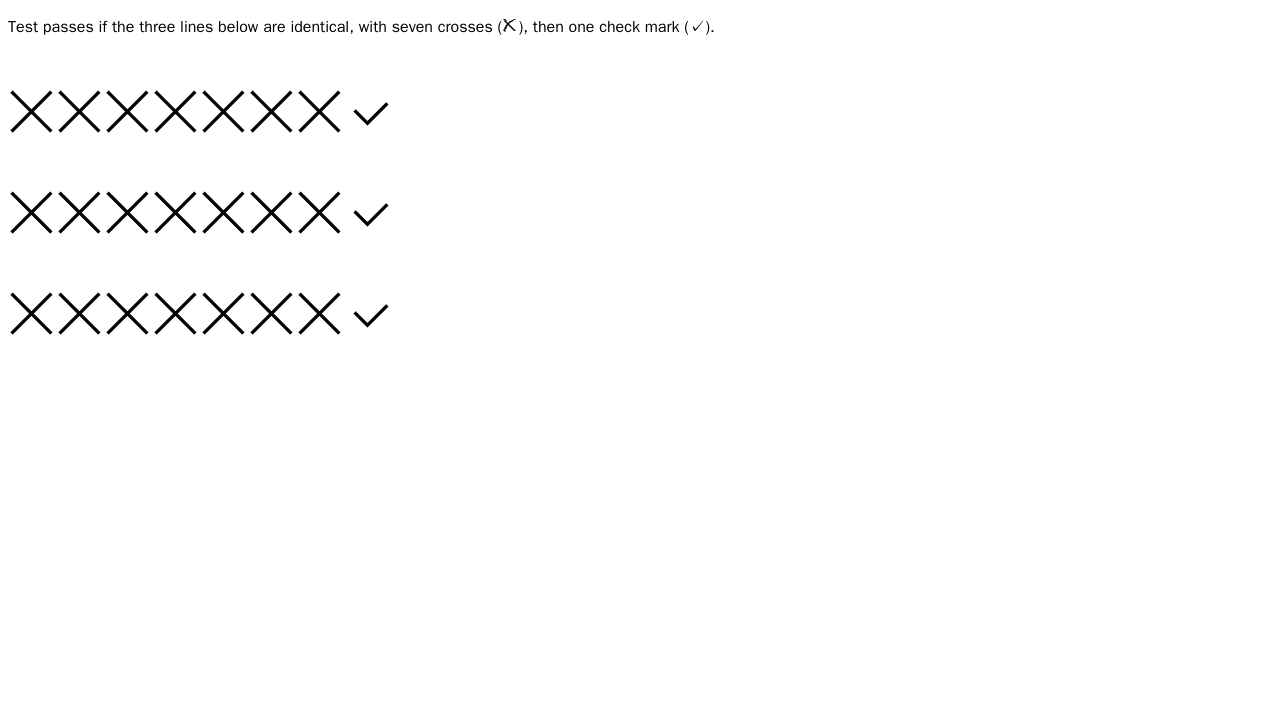 Test passes if the three lines below are identical, with seven crosses (☓), then one check mark (✓).
☓☓☓☓☓☓☓✓
☓☓☓☓☓☓☓✓
☓☓☓☓☓☓☓✓